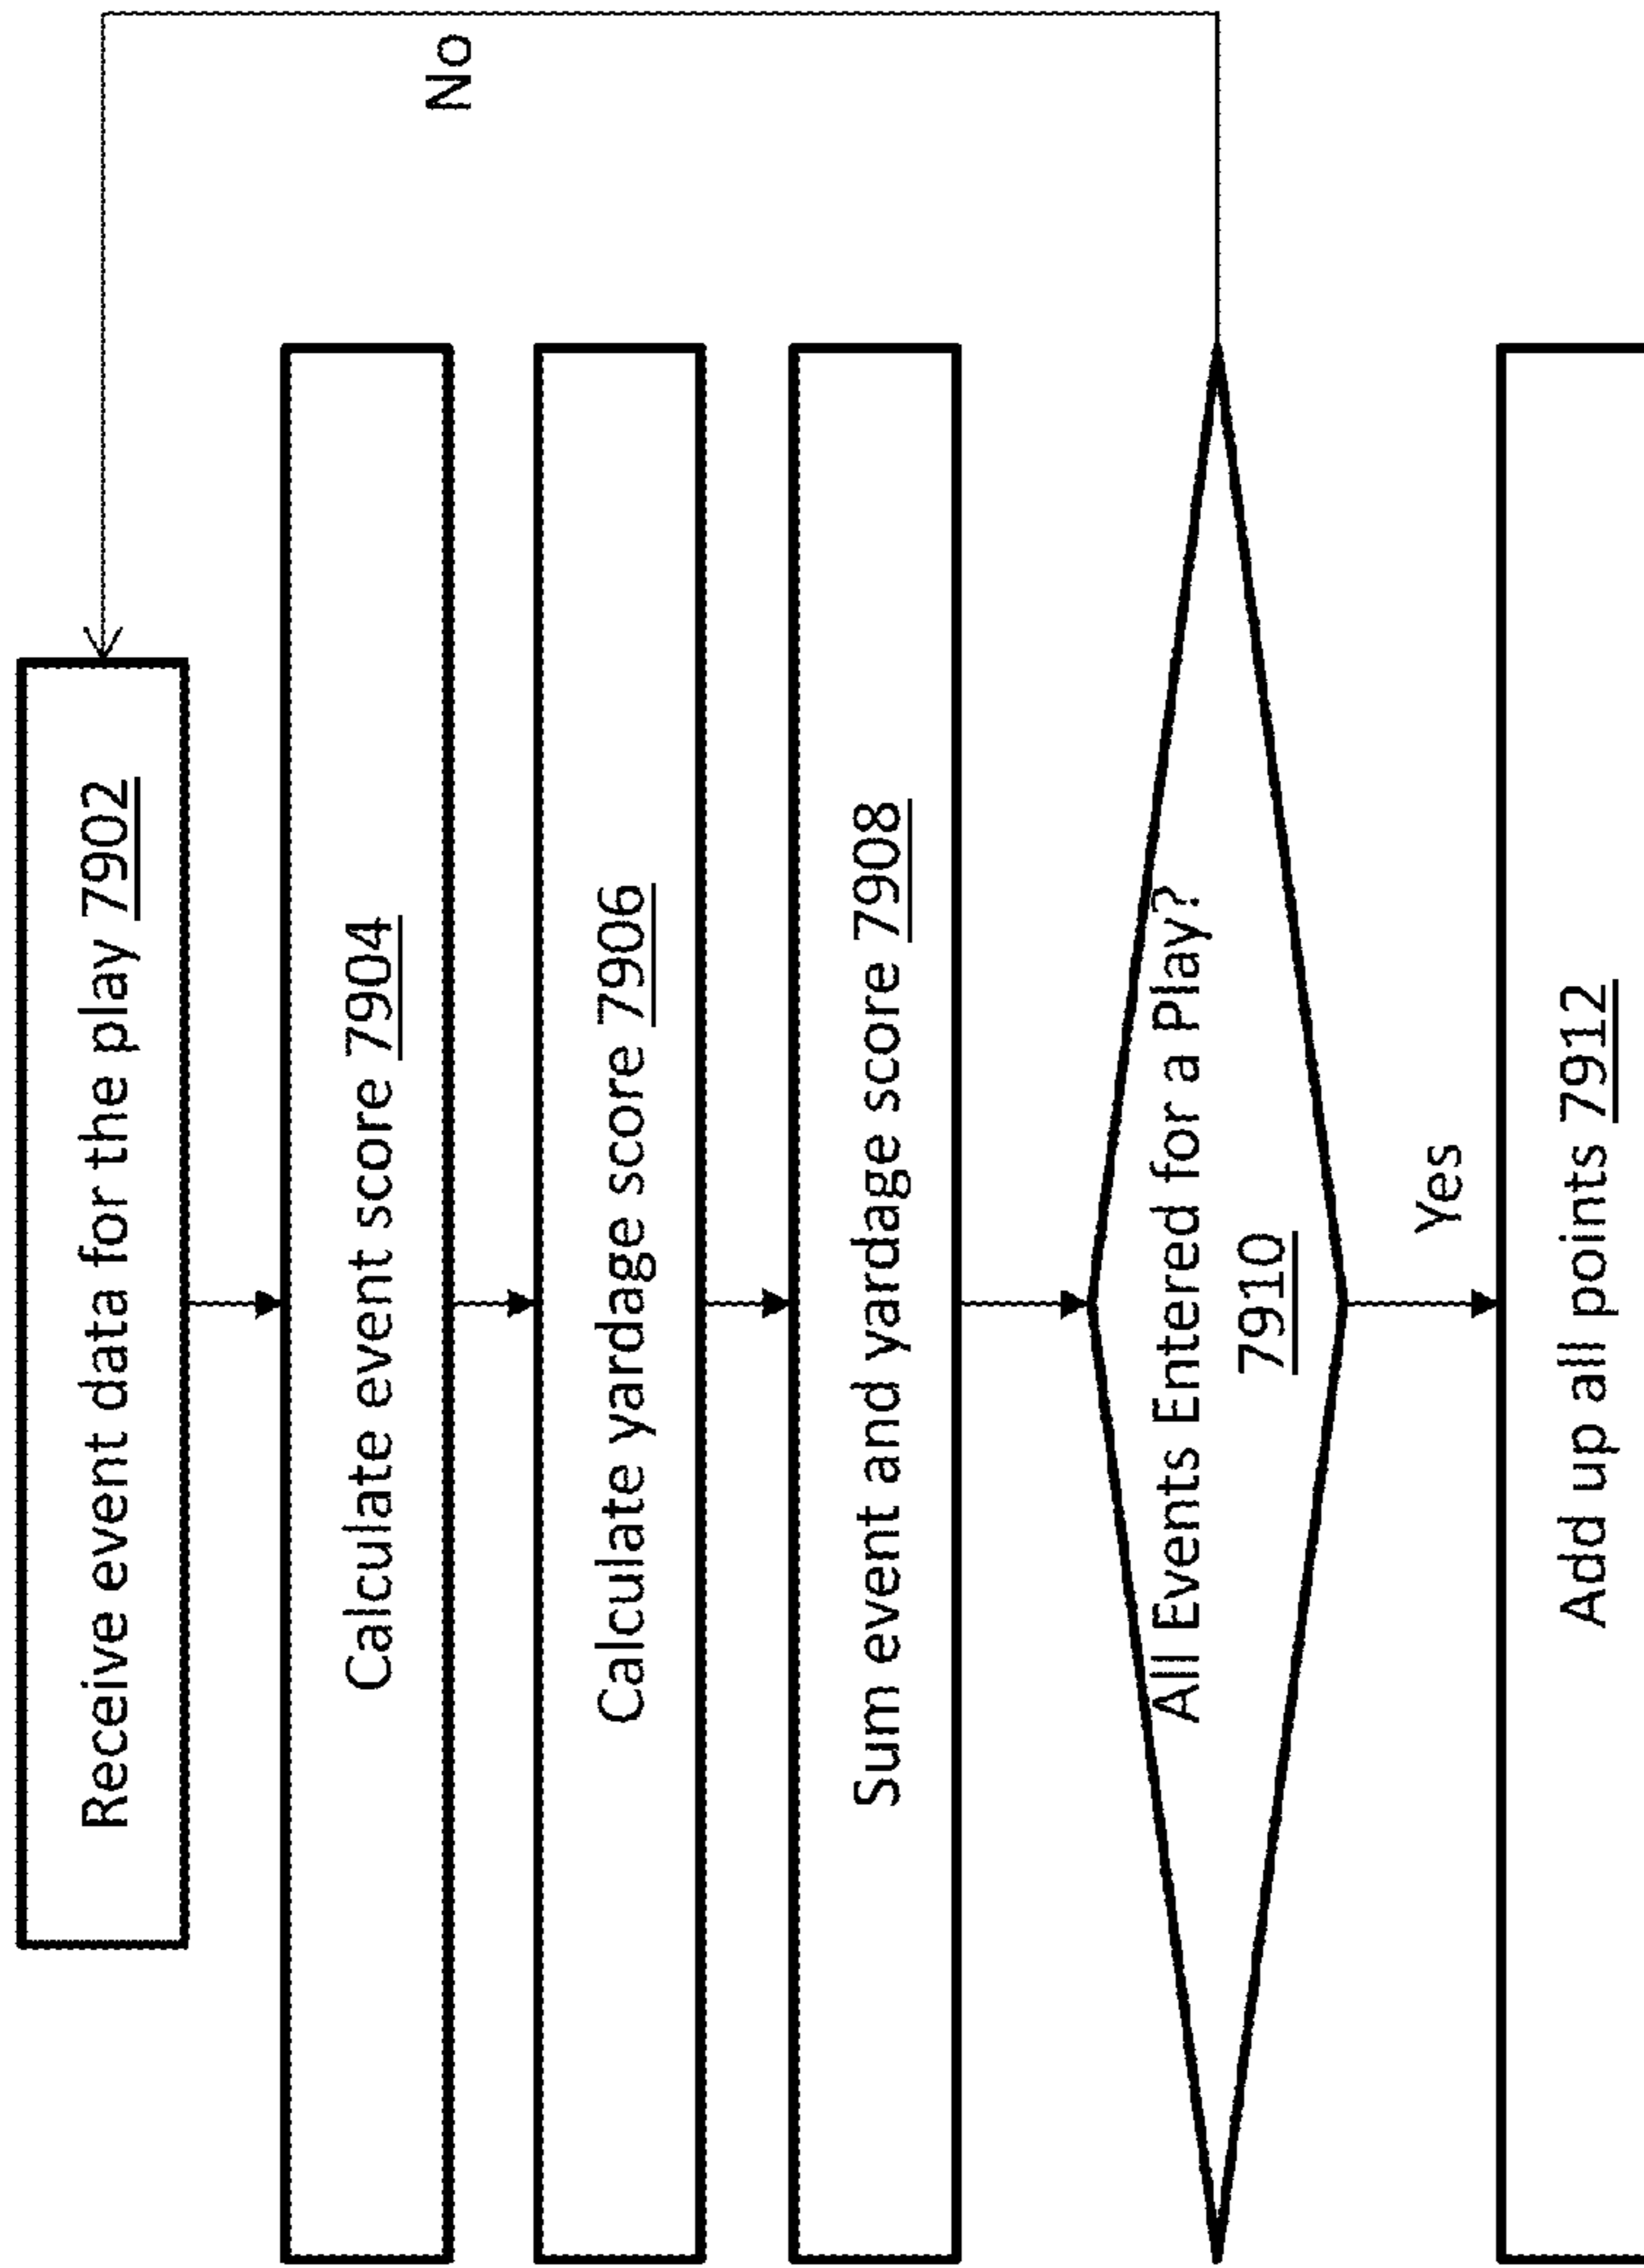 Receive event data for the play 7902
Calculate event score 7904
Calculate yardage score 7906
Sum event and yardage score 7908
All Events Entered for a Play?
7910
No
Yes
Add up all points 7912